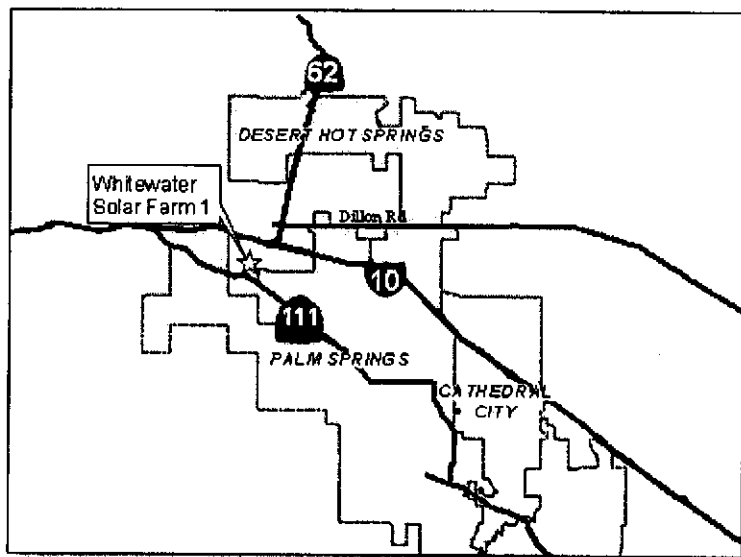 62
DESERT HOT SPRINGS
Whitewater
Solar Farm 1
Dillon Rd
10
111
PALM SPRINGS
CATHEDRAL
CITY